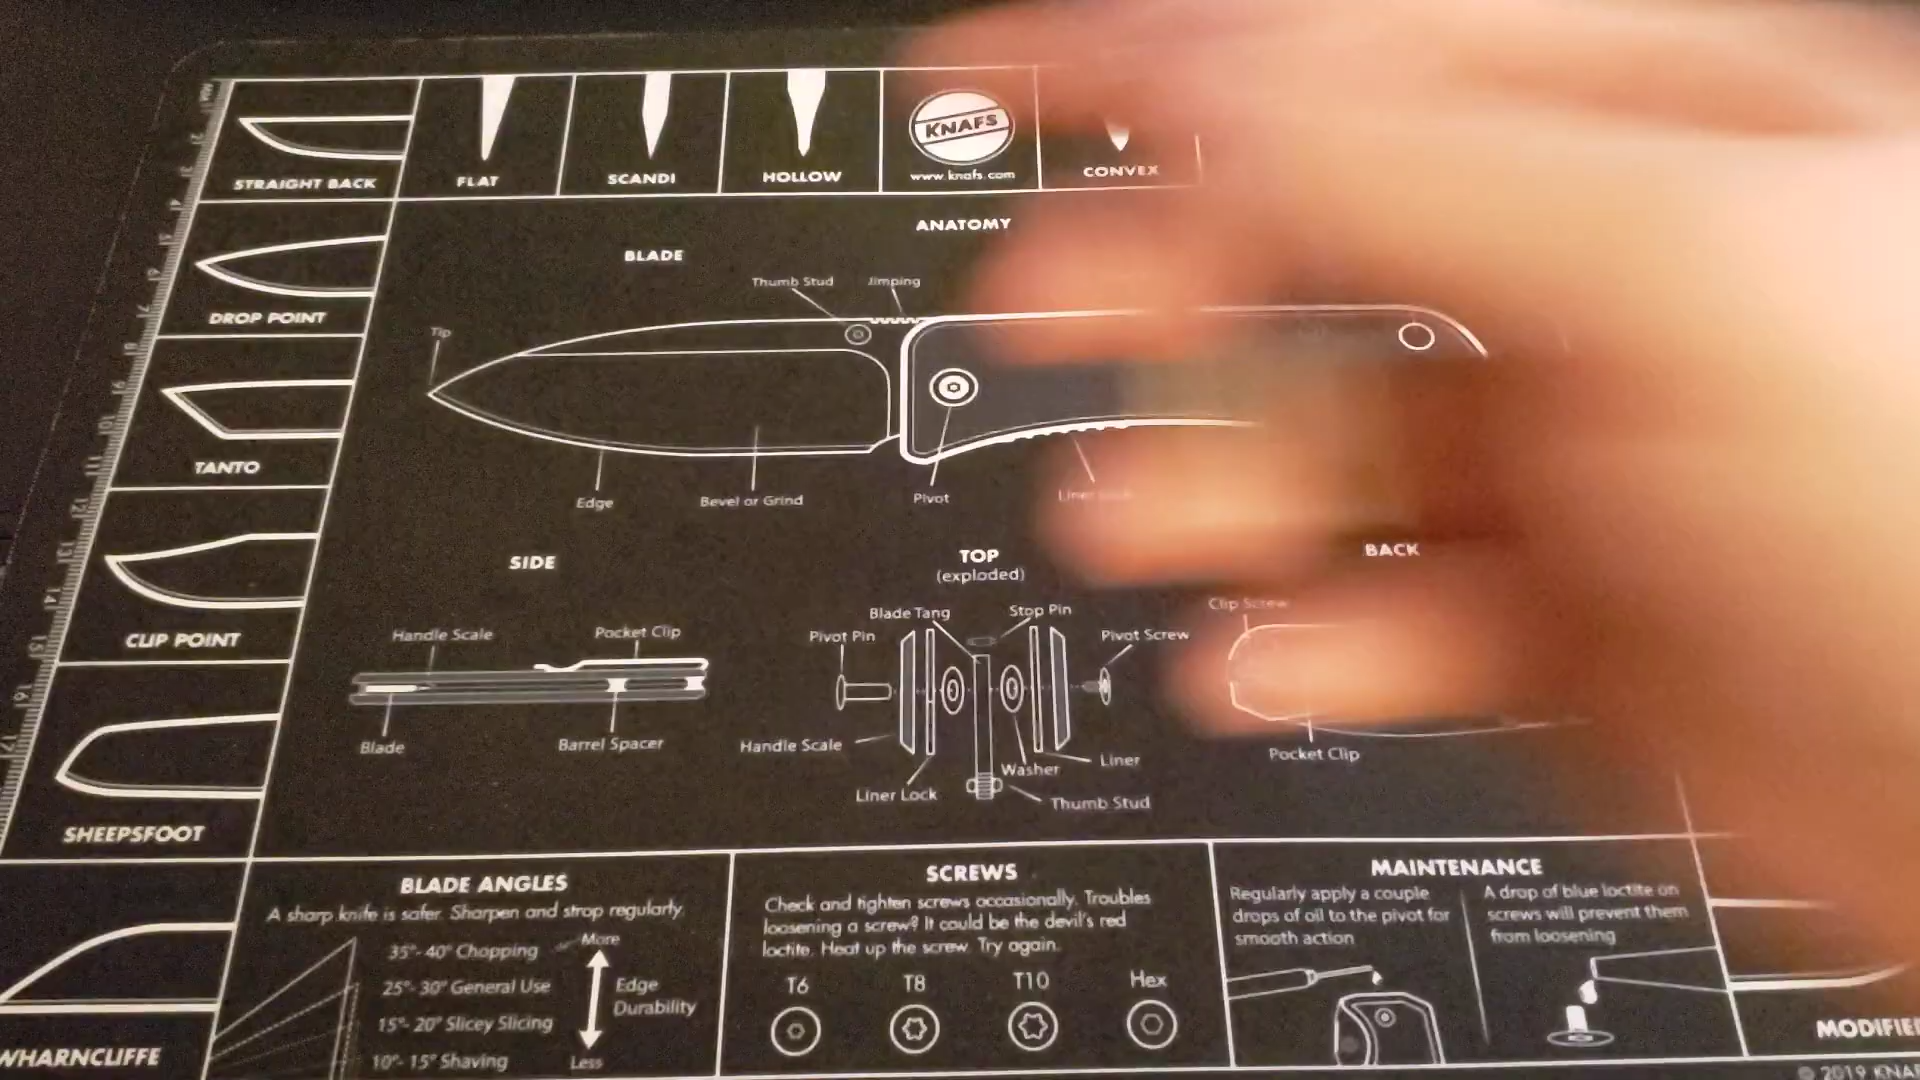 STRAIGHT BACK
FLAT
SCANDI
HOLLOW
KNAFS
www.knafs.com
CONVEX
DROP POINT
TANTO
CLIP POINT
SHEEPSFOOT
WHARNCLIFFE
ANATOMY
BLADE
Thumb Stud
Jimping
Tip
Edge
Bevel or Grind
Pivot
Liner
SIDE
Handle Scale
Pocket Clip
Blade
Barrel Spacer
TOP
(exploded)
Blade Tang
Stop Pin
Pivot Pin
Pivot Screw
Handle Scale
Liner
Washer
Liner Lock
Thumb Stud
BACK
Clip Screw
Pocket Clip
BLADE ANGLES
A sharp knife is safer. Sharpen and strop regularly.
35°- 40° Chopping
25°- 30° General Use
15°- 20° Slicey Slicing
10°- 15° Shaving
More
Edge
Durability
Less
SCREWS
Check and tighten screws occasionally. Troubles
loosening a screw? It could be the devil's red
loctite. Heat up the screw. Try again.
T6
T8
T10
Hex
MAINTENANCE
Regularly apply a couple
drops of oil to the pivot for
smooth action
A drop of blue loctite on
screws will prevent them
from loosening
MODIFIE
© 2019 KNAF